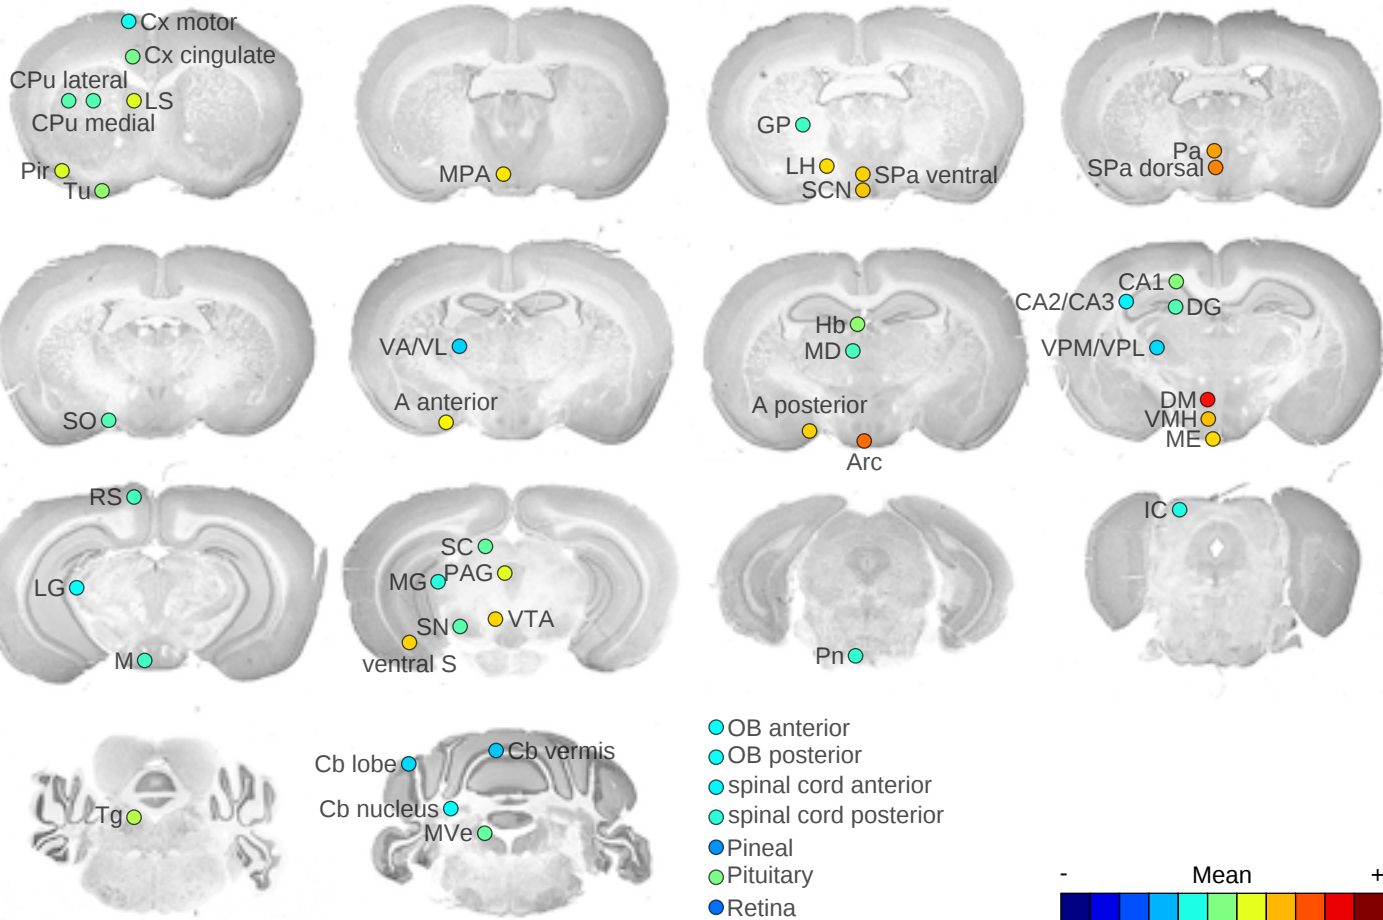 Cx motor
Cx cingulate
CPu lateral
LS
CPu medial
Pir
Tu
MPA
GP
LH
SPa ventral
SCN
Pa
SPa dorsal
SO
VA/VL
A anterior
Hb
MD
A posterior
Arc
CA1
CA2/CA3
DG
VPM/VPL
DM
VMH
ME
RS
LG
M
SC
MG
PAG
SN
VTA
ventral S
Pn
IC
Tg
Cb lobe
Cb vermis
Cb nucleus
MVe
OB anterior
OB posterior
spinal cord anterior
spinal cord posterior
Pineal
Pituitary
Retina
- Mean +